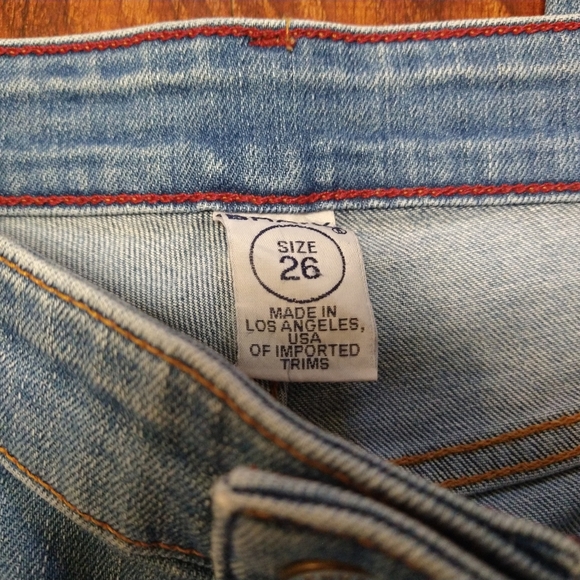 SIZE
26
MADE IN
LOS ANGELES,
USA
OF IMPORTED
TRIMS